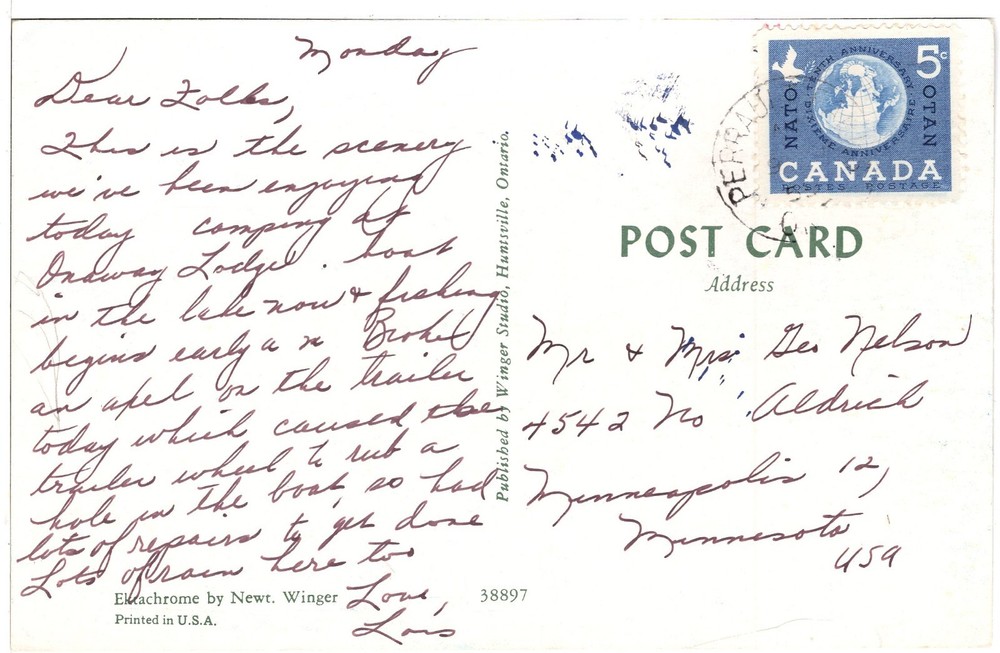 Monday
Dear Folks,
This is the scenery
we've been enjoying
today camping at
Onaway Lodge. boat
in the lake now & fishing
begins early a m Broke
an axel on the trailer
today which caused the
trailer wheel to rub a
hole in the boat, so had
lots of repairs to get done
Lots of rain here too
Love,
Lois
Ektachrome by Newt. Winger
Printed in U.S.A.
38897
Published by Winger Studio, Huntsville, Ontario.
TENTH ANNIVERSARY · DIXIÈME ANNIVERSAIRE
5c
NATO
OTAN
CANADA
POSTES POSTAGE
POST CARD
Address
Mr & Mrs Geo Nelson
4542 No Aldrich
Minneapolis 12,
Minnesota
USA